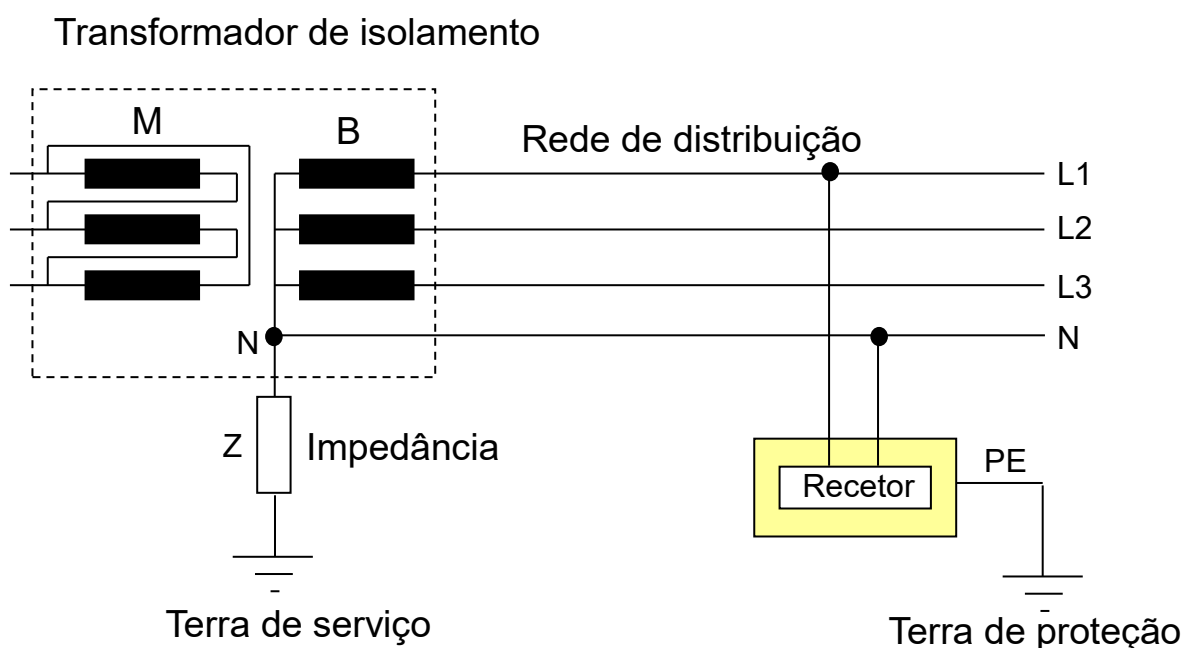 Transformador de isolamento
M
B
Rede de distribuição
L1
L2
L3
N
N
Z
Impedância
PE
Recetor
Terra de serviço
Terra de proteção